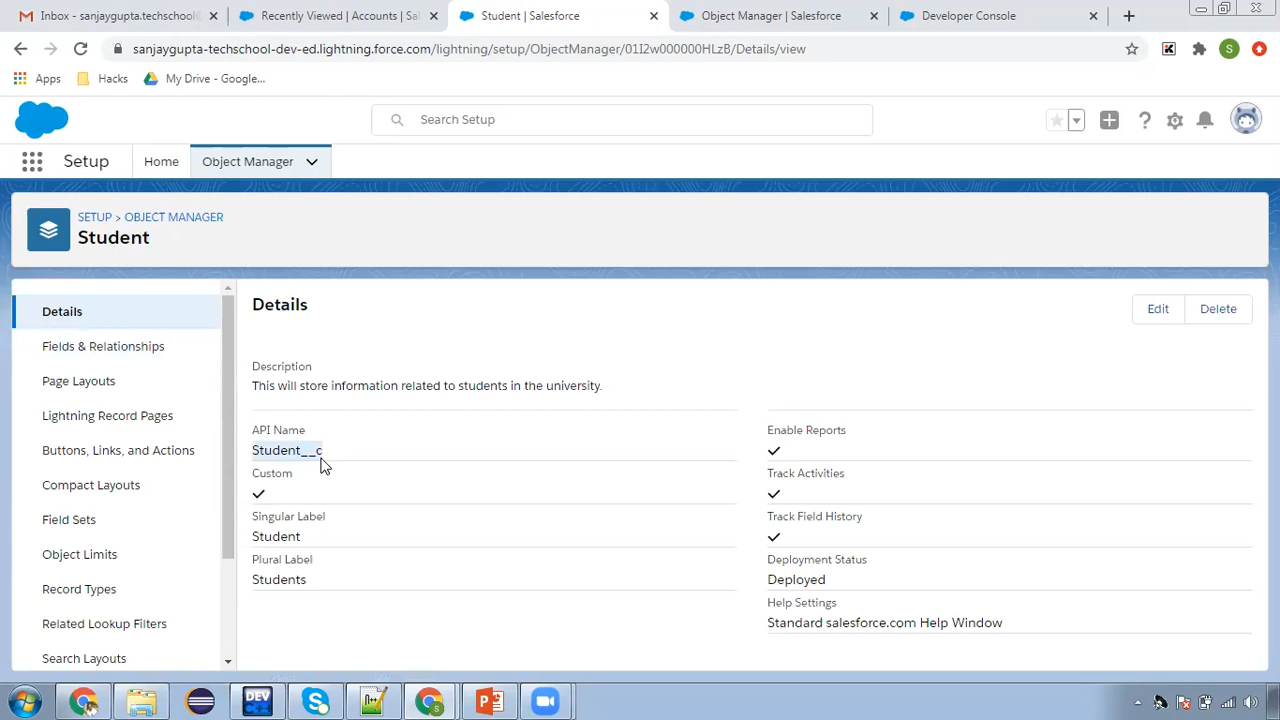 Inbox - sanjaygupta.techschool@
Recently Viewed | Accounts | Sal
Student | Salesforce
Object Manager | Salesforce
Developer Console
sanjaygupta-techschool-dev-ed.lightning.force.com/lightning/setup/ObjectManager/01I2w000000HLzB/Details/view
S
Apps
Hacks
My Drive - Google...
Search Setup
Setup
Home
Object Manager
SETUP > OBJECT MANAGER
Student
Details
Fields & Relationships
Page Layouts
Lightning Record Pages
Buttons, Links, and Actions
Compact Layouts
Field Sets
Object Limits
Record Types
Related Lookup Filters
Search Layouts
Details
Edit
Delete
Description
This will store information related to students in the university.
API Name
Student__c
Custom
Singular Label
Student
Plural Label
Students
Enable Reports
Track Activities
Track Field History
Deployment Status
Deployed
Help Settings
Standard salesforce.com Help Window
DEV